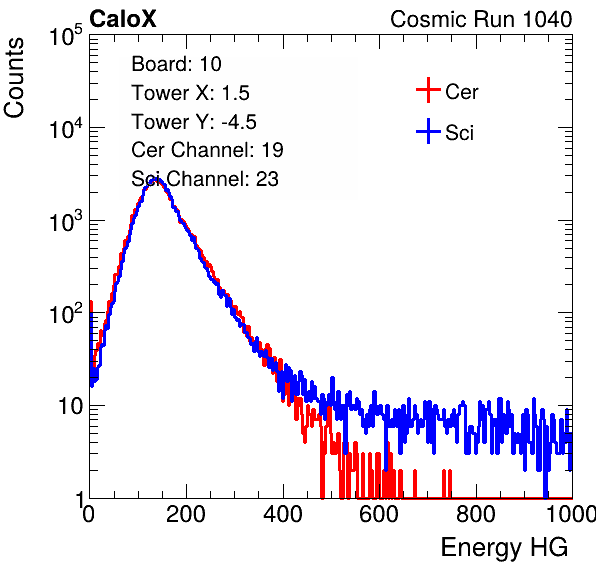 CaloX Cosmic Run 1040
Counts
10^5
10^4
10^3
10^2
10
1
Board: 10
Tower X: 1.5
Tower Y: -4.5
Cer Channel: 19
Sci Channel: 23
Cer
Sci
0 200 400 600 800 1000
Energy HG